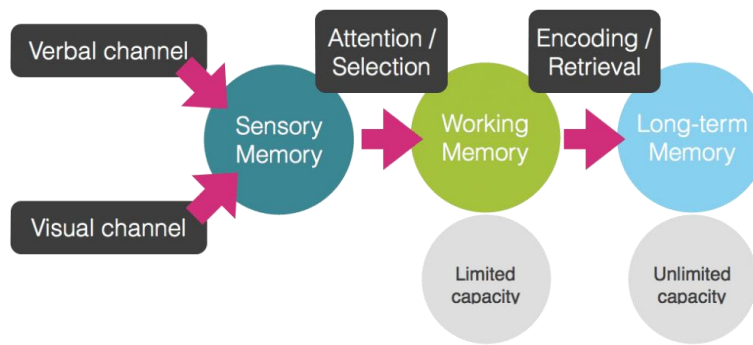 Verbal channel
Attention /
Selection
Encoding /
Retrieval
Sensory
Memory
Working
Memory
Long-term
Memory
Visual channel
Limited
capacity
Unlimited
capacity